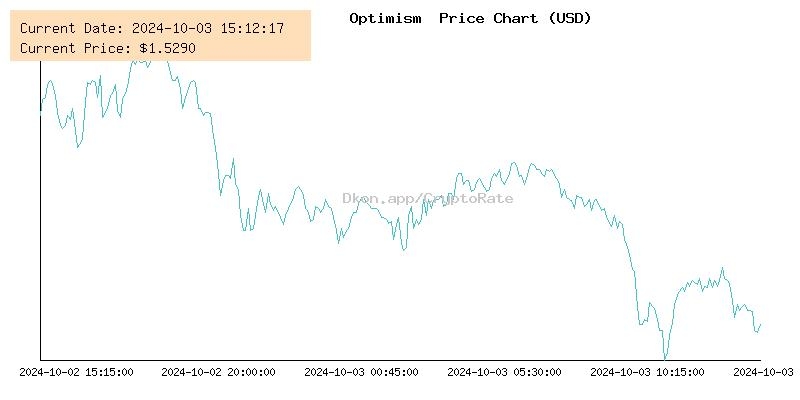 Optimism  Price Chart (USD)
Current Date: 2024-10-03 15:12:17
Current Price: $1.5290
Dkon.app/CryptoRate
2024-10-02 15:15:00 2024-10-02 20:00:00 2024-10-03 00:45:00 2024-10-03 05:30:00 2024-10-03 10:15:00 2024-10-03